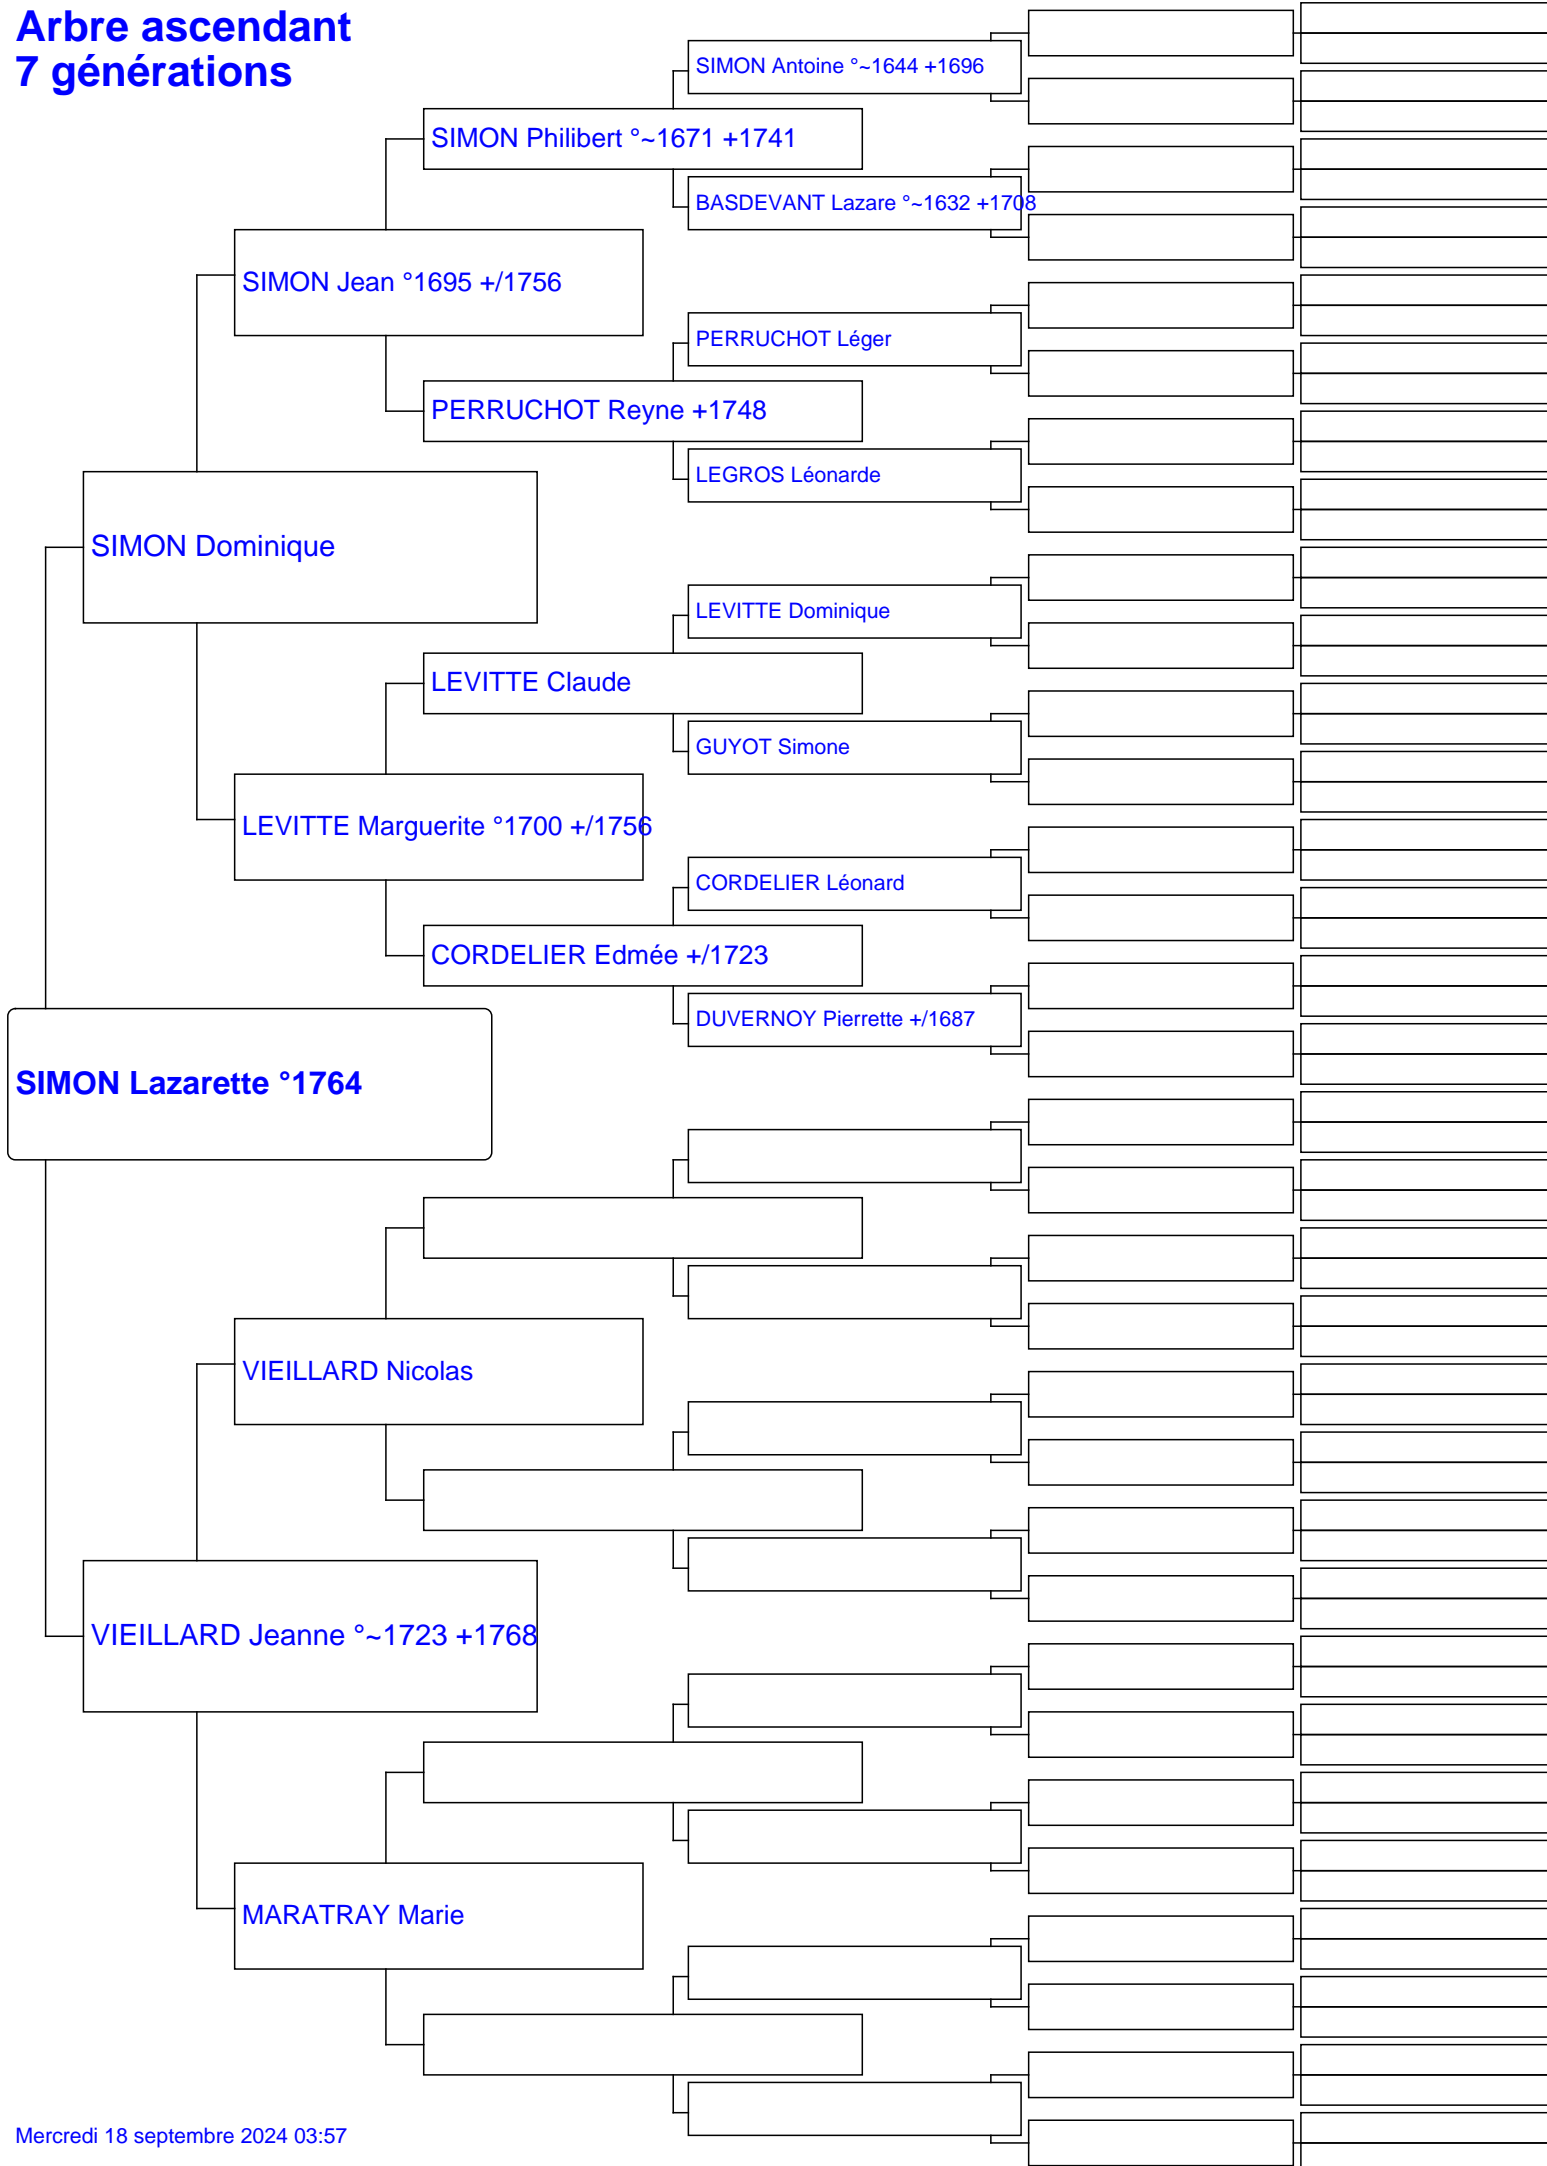 Arbre ascendant
7 générations
SIMON Antoine °~1644 +1696
SIMON Philibert °~1671 +1741
BASDEVANT Lazare °~1632 +1708
SIMON Jean °1695 +/1756
PERRUCHOT Léger
PERRUCHOT Reyne +1748
LEGROS Léonarde
SIMON Dominique
LEVITTE Dominique
LEVITTE Claude
GUYOT Simone
LEVITTE Marguerite °1700 +/1756
CORDELIER Léonard
CORDELIER Edmée +/1723
DUVERNOY Pierrette +/1687
SIMON Lazarette °1764
VIEILLARD Nicolas
VIEILLARD Jeanne °~1723 +1768
MARATRAY Marie
Mercredi 18 septembre 2024 03:57